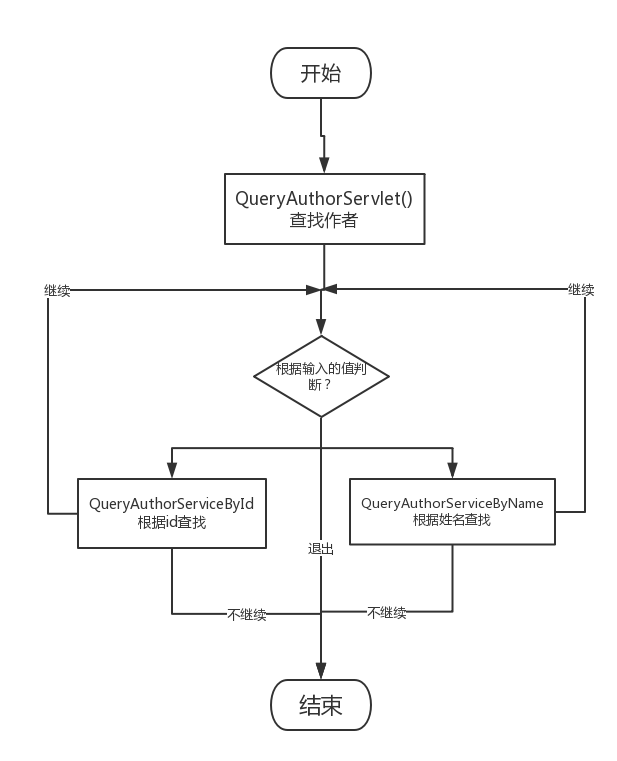 开始
QueryAuthorServlet()
查找作者
继续
继续
根据输入的值判
断？
QueryAuthorServiceById
根据id查找
QueryAuthorServiceByName
根据姓名查找
退出
不继续
不继续
结束